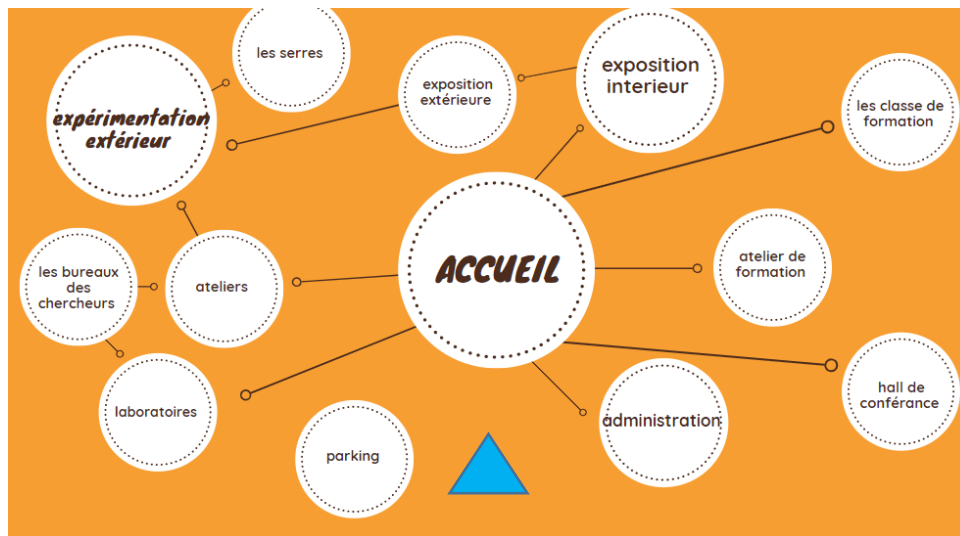 les serres
exposition
extérieure
exposition
interieur
expérimentation
extérieur
les classe de
formation
ACCUEIL
les bureaux
des
chercheurs
ateliers
atelier de
formation
laboratoires
administration
hall de
conférance
parking